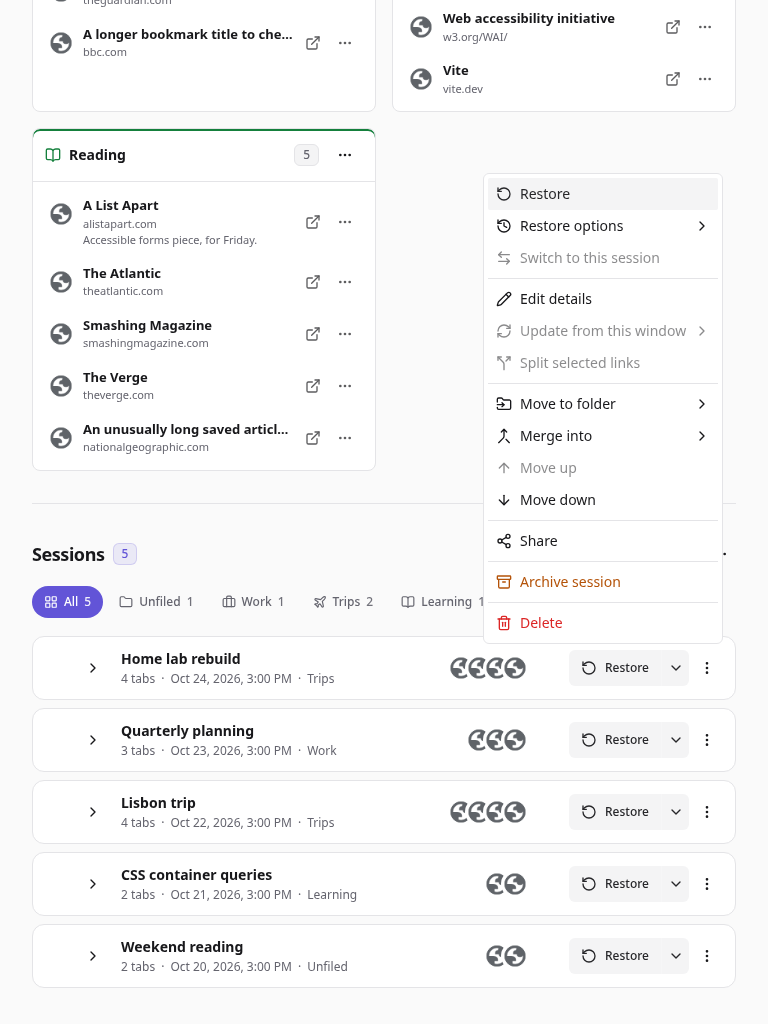 theguardian.com
A longer bookmark title to che...
bbc.com
Web accessibility initiative
w3.org/WAI/
Vite
vite.dev
Reading
5
A List Apart
alistapart.com
Accessible forms piece, for Friday.
The Atlantic
theatlantic.com
Smashing Magazine
smashingmagazine.com
The Verge
theverge.com
An unusually long saved articl...
nationalgeographic.com
Restore
Restore options
Switch to this session
Edit details
Update from this window
Split selected links
Move to folder
Merge into
Move up
Move down
Share
Archive session
Delete
Sessions 5
All 5 Unfiled 1 Work 1 Trips 2 Learning 1
Home lab rebuild
4 tabs · Oct 24, 2026, 3:00 PM · Trips
Restore
Quarterly planning
3 tabs · Oct 23, 2026, 3:00 PM · Work
Restore
Lisbon trip
4 tabs · Oct 22, 2026, 3:00 PM · Trips
Restore
CSS container queries
2 tabs · Oct 21, 2026, 3:00 PM · Learning
Restore
Weekend reading
2 tabs · Oct 20, 2026, 3:00 PM · Unfiled
Restore